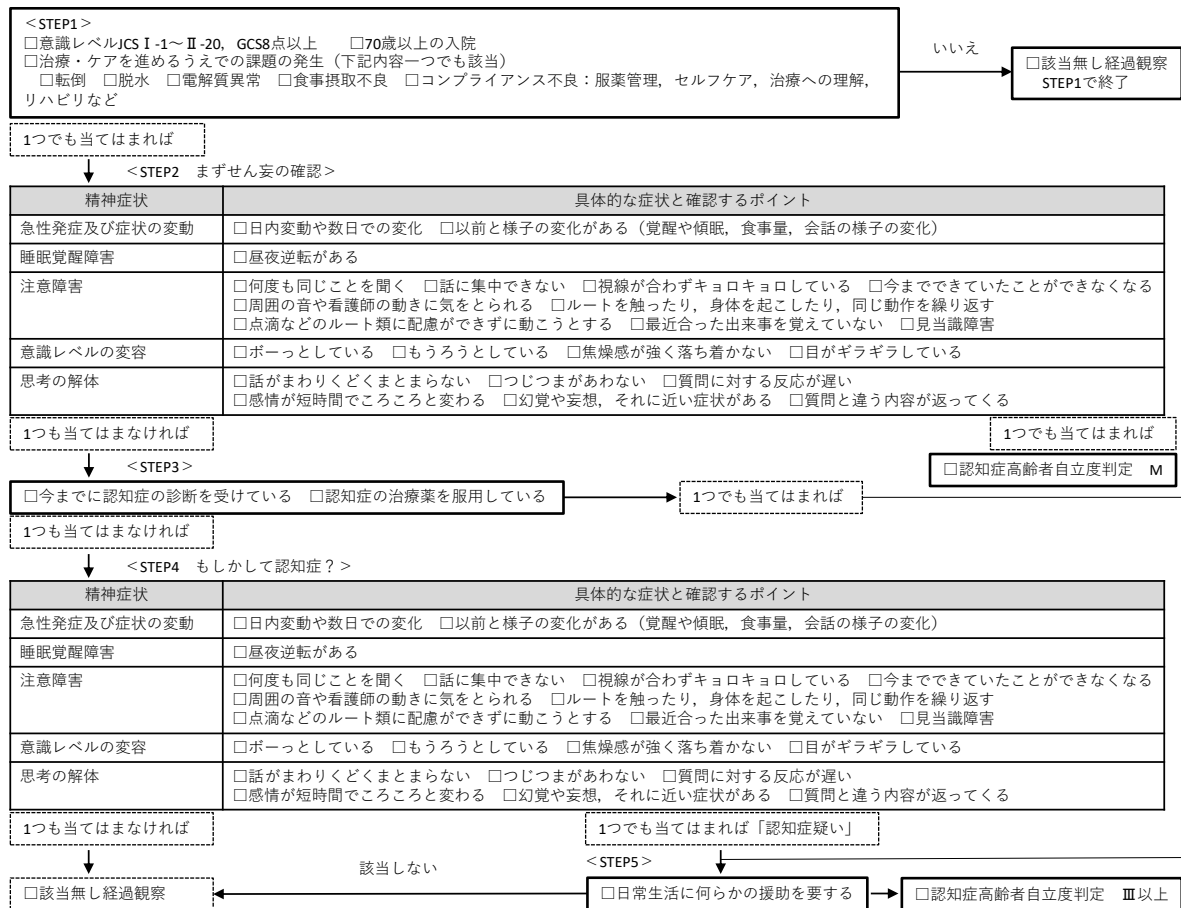 ＜STEP1＞
□意識レベルJCSⅠ-1～Ⅱ-20，GCS8点以上　□70歳以上の入院
□治療・ケアを進めるうえでの課題の発生（下記内容一つでも該当）
□転倒　□脱水　□電解質異常　□食事摂取不良　□コンプライアンス不良：服薬管理，セルフケア，治療への理解，
リハビリなど
いいえ
□該当無し経過観察
STEP1で終了
1つでも当てはまれば
＜STEP2　まずせん妄の確認＞
精神症状　具体的な症状と確認するポイント
急性発症及び症状の変動　□日内変動や数日での変化　□以前と様子の変化がある（覚醒や傾眠，食事量，会話の様子の変化）
睡眠覚醒障害　□昼夜逆転がある
注意障害　□何度も同じことを聞く　□話に集中できない　□視線が合わずキョロキョロしている　□今までできていたことができなくなる
□周囲の音や看護師の動きに気をとられる　□ルートを触ったり，身体を起こしたり，同じ動作を繰り返す
□点滴などのルート類に配慮ができずに動こうとする　□最近合った出来事を覚えていない　□見当識障害
意識レベルの変容　□ボーっとしている　□もうろうとしている　□焦燥感が強く落ち着かない　□目がギラギラしている
思考の解体　□話がまわりくどくまとまらない　□つじつまがあわない　□質問に対する反応が遅い
□感情が短時間でころころと変わる　□幻覚や妄想，それに近い症状がある　□質問と違う内容が返ってくる
1つも当てはまなければ
1つでも当てはまれば
＜STEP3＞
□認知症高齢者自立度判定　M
□今までに認知症の診断を受けている　□認知症の治療薬を服用している
1つでも当てはまれば
1つも当てはまなければ
＜STEP4　もしかして認知症？＞
精神症状　具体的な症状と確認するポイント
急性発症及び症状の変動　□日内変動や数日での変化　□以前と様子の変化がある（覚醒や傾眠，食事量，会話の様子の変化）
睡眠覚醒障害　□昼夜逆転がある
注意障害　□何度も同じことを聞く　□話に集中できない　□視線が合わずキョロキョロしている　□今までできていたことができなくなる
□周囲の音や看護師の動きに気をとられる　□ルートを触ったり，身体を起こしたり，同じ動作を繰り返す
□点滴などのルート類に配慮ができずに動こうとする　□最近合った出来事を覚えていない　□見当識障害
意識レベルの変容　□ボーっとしている　□もうろうとしている　□焦燥感が強く落ち着かない　□目がギラギラしている
思考の解体　□話がまわりくどくまとまらない　□つじつまがあわない　□質問に対する反応が遅い
□感情が短時間でころころと変わる　□幻覚や妄想，それに近い症状がある　□質問と違う内容が返ってくる
1つも当てはまなければ
1つでも当てはまれば「認知症疑い」
＜STEP5＞
該当しない
□該当無し経過観察
□日常生活に何らかの援助を要する
□認知症高齢者自立度判定　Ⅲ以上